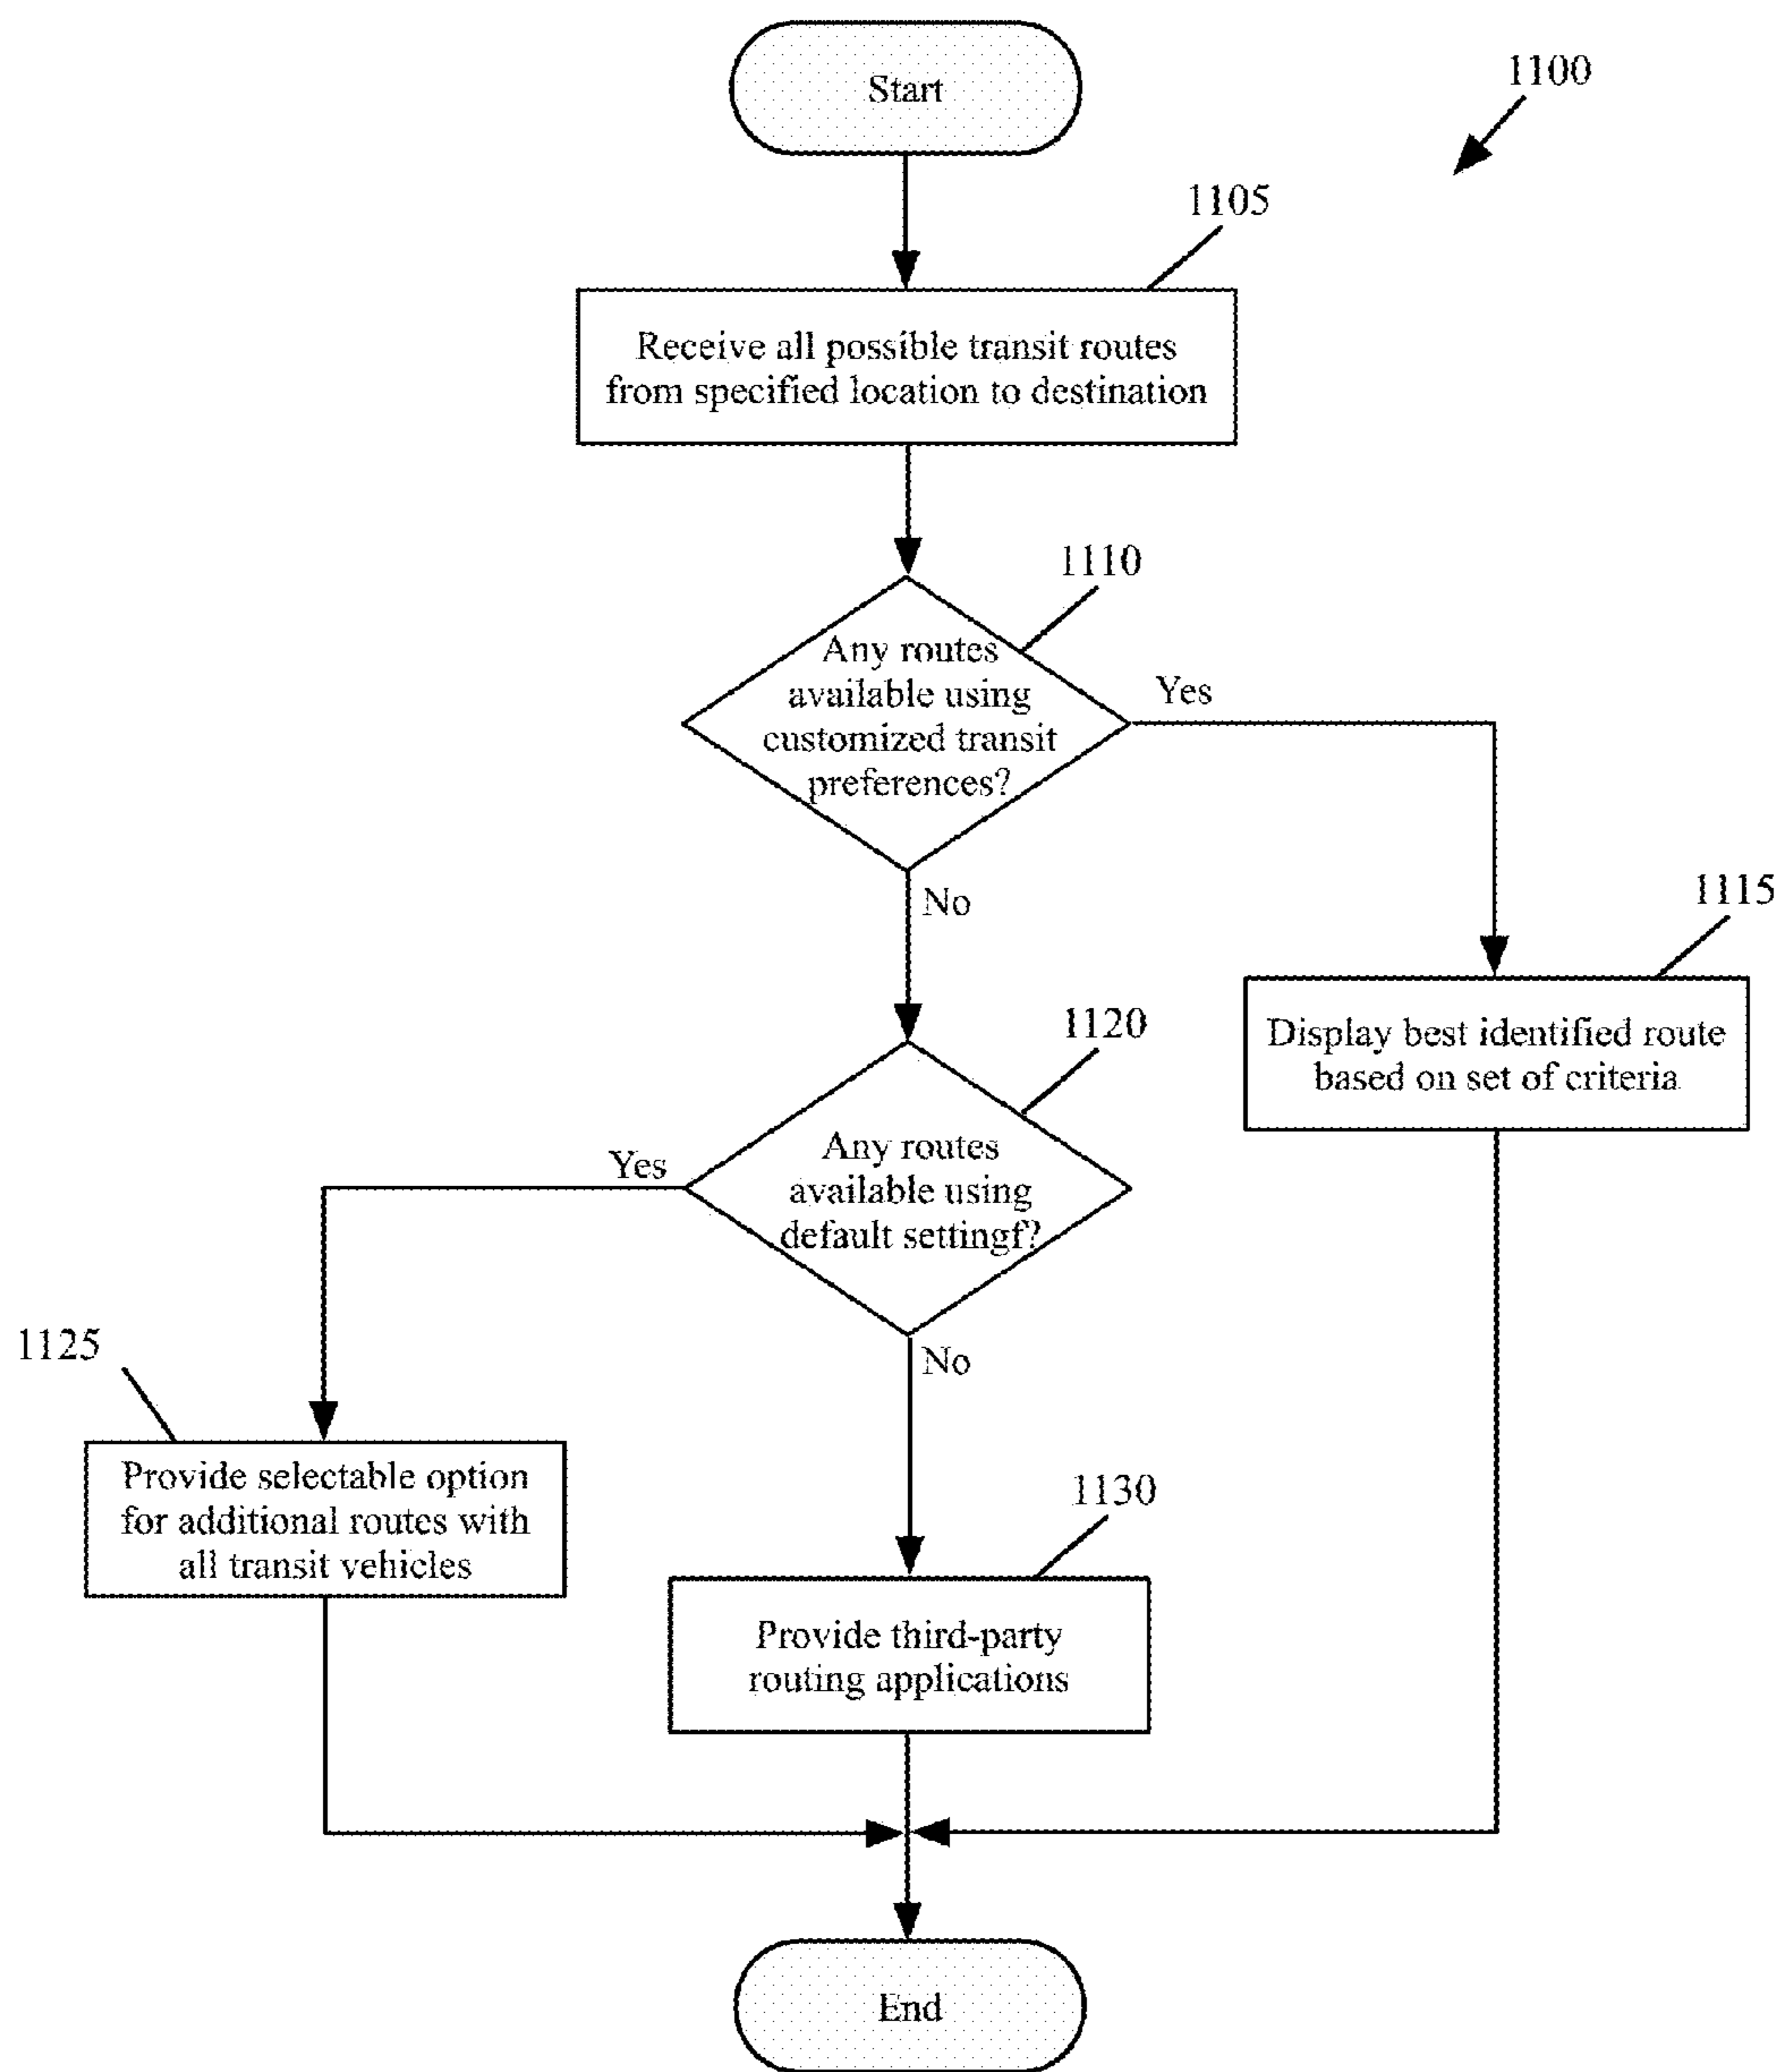 Start
1100
1105
Receive all possible transit routes
from specified location to destination
1110
Any routes
available using
customized transit
preferences?
Yes
No
1115
Display best identified route
based on set of criteria
1120
Any routes
available using
default settingf?
Yes
No
1125
Provide selectable option
for additional routes with
all transit vehicles
1130
Provide third-party
routing applications
End